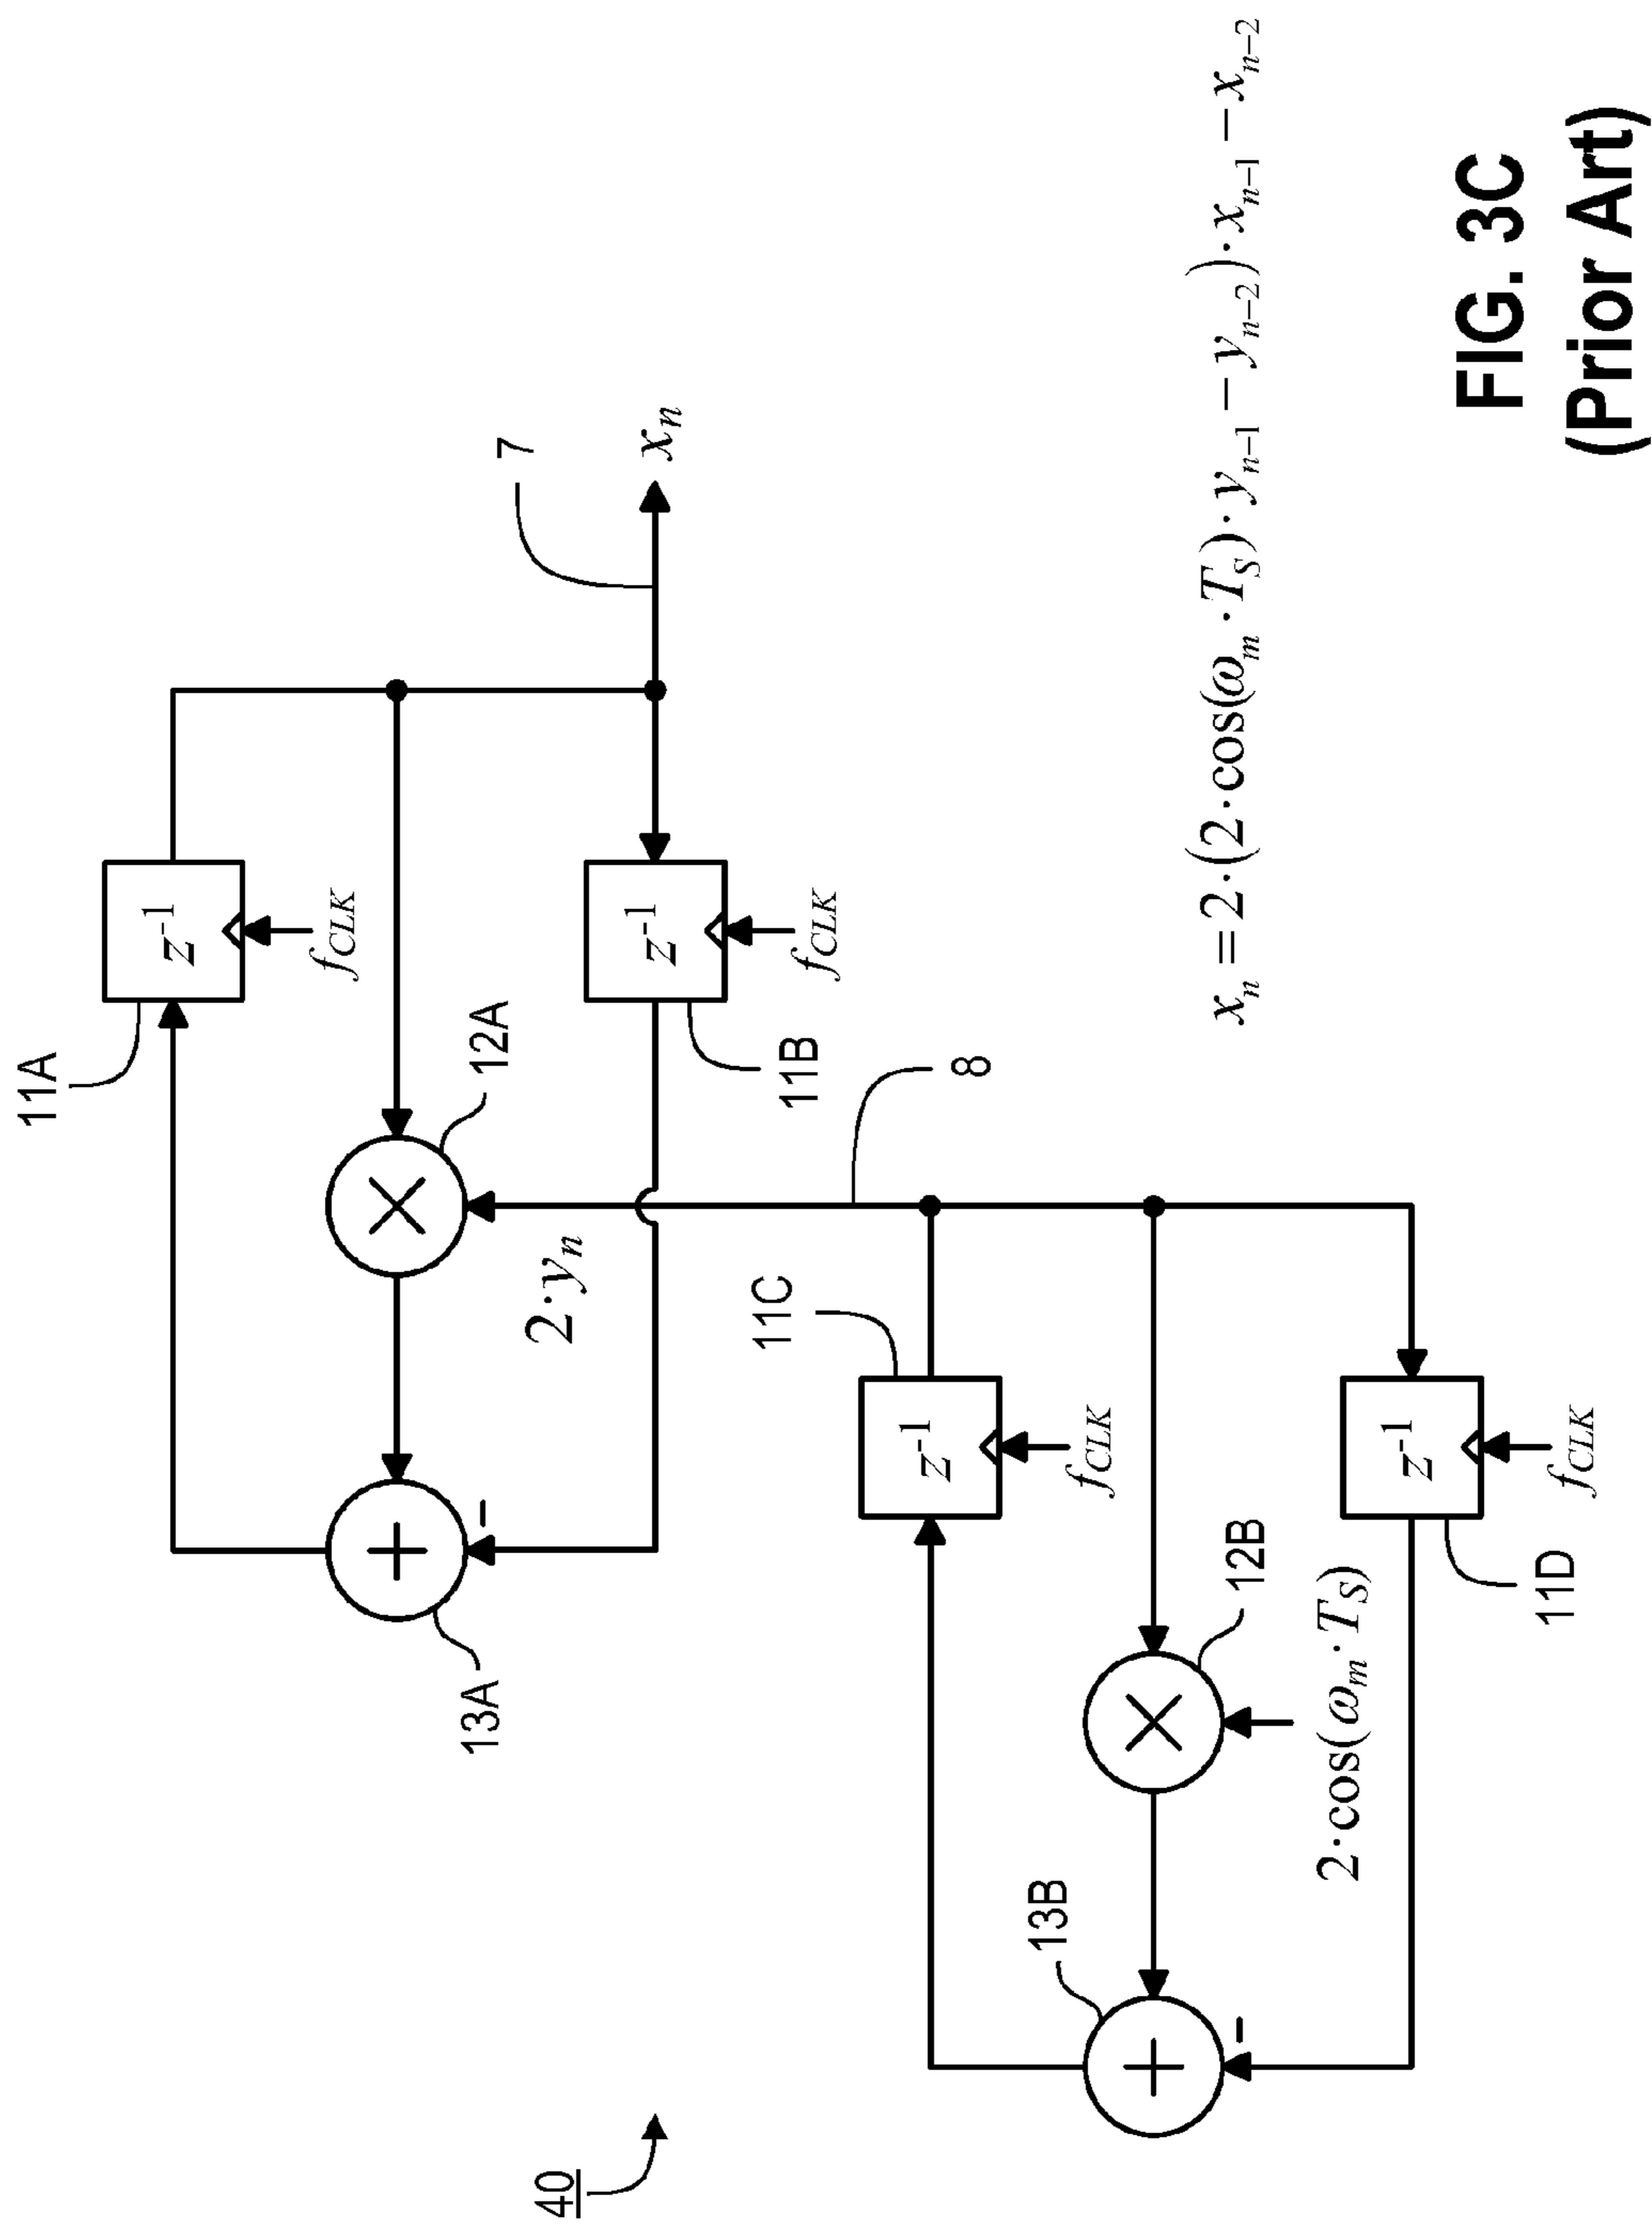 11A
z⁻¹
f_CLK
7
x_n
12A
13A
2·y_n
z⁻¹
f_CLK
11B
8
11C
z⁻¹
f_CLK
13B
12B
2·cos(ω_m·T_S)
z⁻¹
f_CLK
11D
40
x_n = 2·(2·cos(ω_m·T_S)·y_{n−1} − y_{n−2})·x_{n−1} − x_{n−2}
FIG. 3C
(Prior Art)